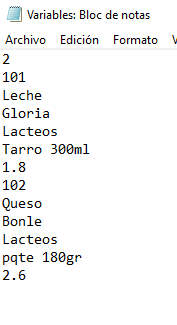 Variables: Bloc de notas
Archivo Edición Formato
2
101
Leche
Gloria
Lacteos
Tarro 300ml
1.8
102
Queso
Bonle
Lacteos
pqte 180gr
2.6